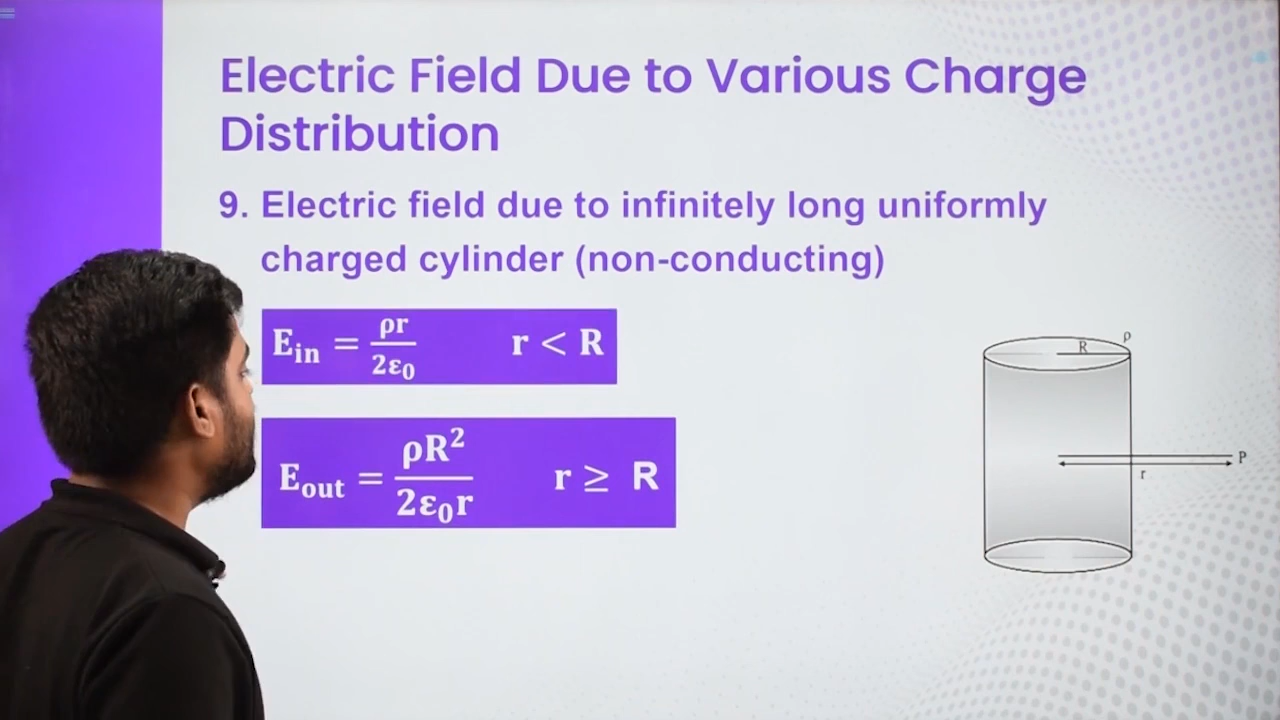 Electric Field Due to Various Charge
Distribution
9. Electric field due to infinitely long uniformly
charged cylinder (non-conducting)
E_in = ρr / 2ε₀    r < R
E_out = ρR² / 2ε₀r    r ≥ R
ρ
R
P
r